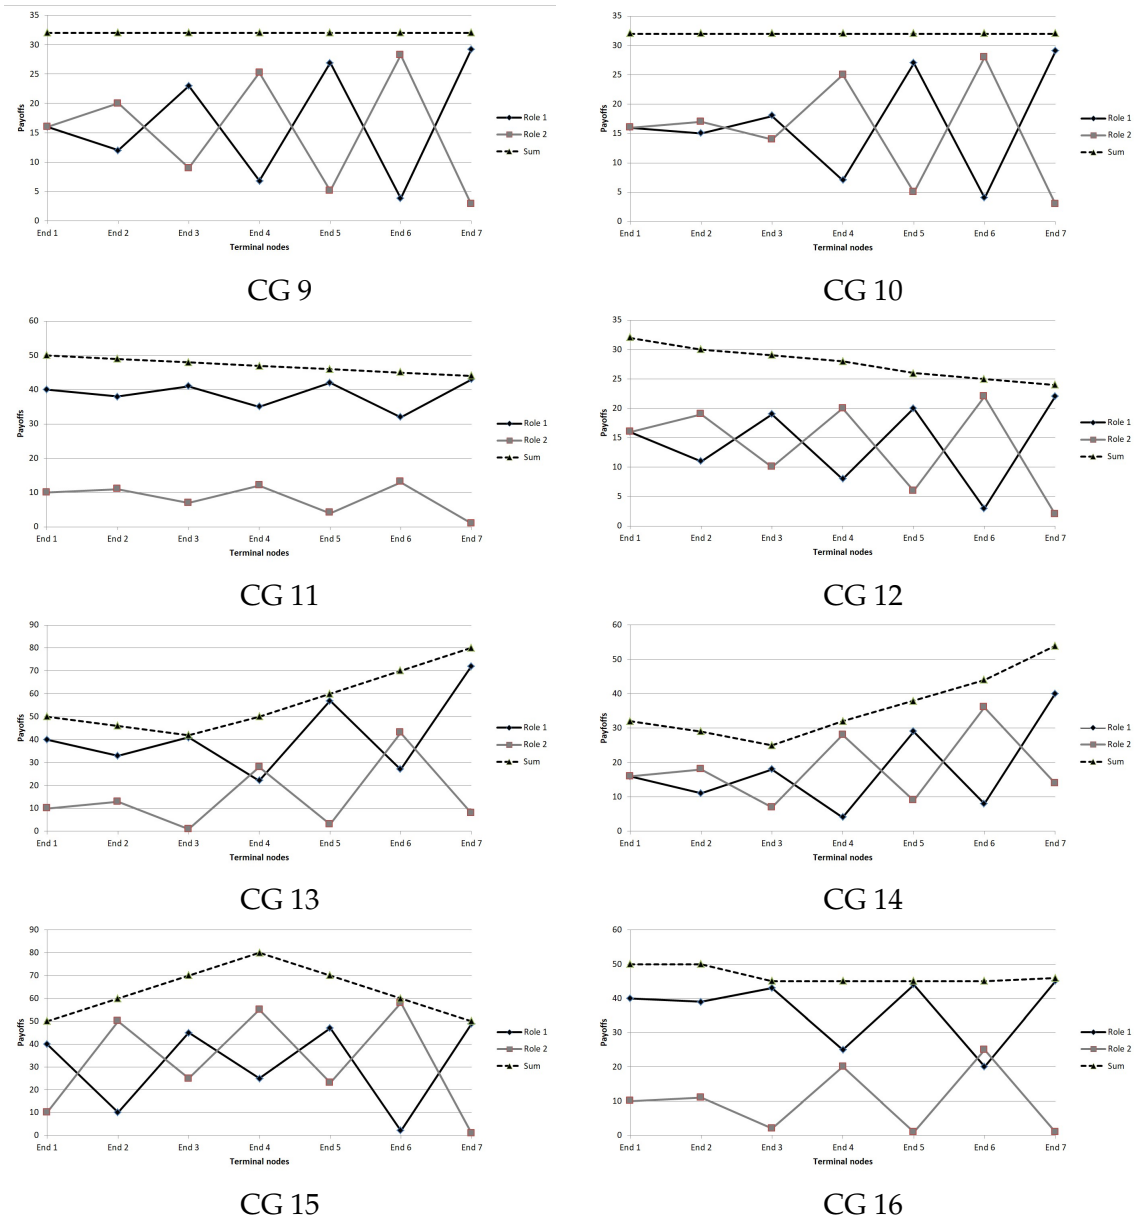 35
30
25
20
15
10
5
0
Payoffs
End 1 End 2 End 3 End 4 End 5 End 6 End 7
Terminal nodes
Role 1
Role 2
Sum
CG 9
35
30
25
20
15
10
5
0
Payoffs
End 1 End 2 End 3 End 4 End 5 End 6 End 7
Terminal nodes
Role 1
Role 2
Sum
CG 10
60
50
40
30
20
10
0
Payoffs
End 1 End 2 End 3 End 4 End 5 End 6 End 7
Terminal nodes
Role 1
Role 2
Sum
CG 11
35
30
25
20
15
10
5
0
Payoffs
End 1 End 2 End 3 End 4 End 5 End 6 End 7
Terminal nodes
Role 1
Role 2
Sum
CG 12
90
80
70
60
50
40
30
20
10
0
Payoffs
End 1 End 2 End 3 End 4 End 5 End 6 End 7
Terminal nodes
Role 1
Role 2
Sum
CG 13
60
50
40
30
20
10
0
Payfoffs
End 1 End 2 End 3 End 4 End 5 End 6 End 7
Terminal nodes
Role 1
Role 2
Sum
CG 14
90
80
70
60
50
40
30
20
10
0
Payoffs
End 1 End 2 End 3 End 4 End 5 End 6 End 7
Terminal nodes
Role 1
Role 2
Sum
CG 15
60
50
40
30
20
10
0
Payoffs
End 1 End 2 End 3 End 4 End 5 End 6 End 7
Terminal nodes
Role 1
Role 2
Sum
CG 16